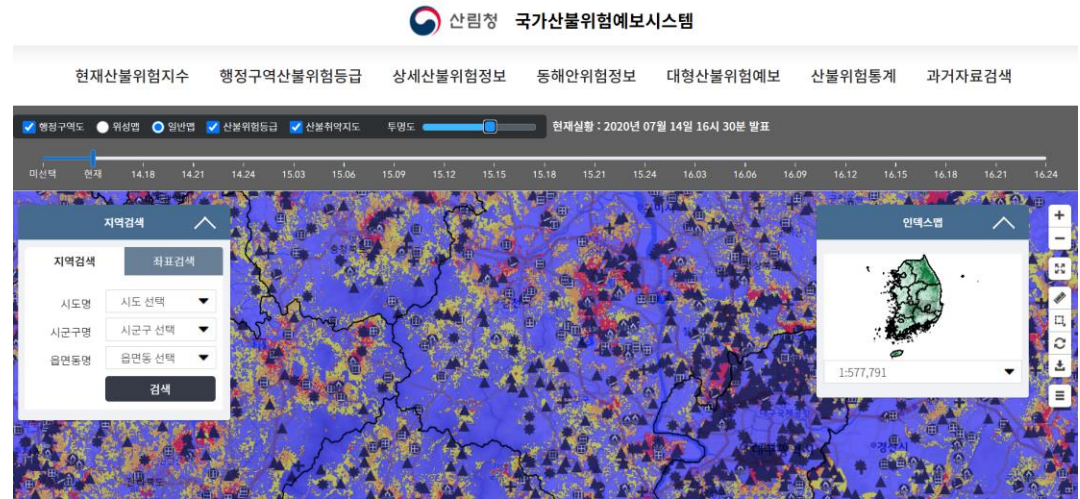 산림청 국가산불위험예보시스템
현재산불위험지수 행정구역산불위험등급 상세산불위험정보 동해안위험정보 대형산불위험예보 산불위험통계 과거자료검색
행정구역도 위성맵 일반맵 산불위험등급 산불취약지도 투명도 현재실황 : 2020년 07월 14일 16시 30분 발표
미선택 현재 14.18 14.21 14.24 15.03 15.06 15.09 15.12 15.15 15.18 15.21 15.24 16.03 16.06 16.09 16.12 16.15 16.18 16.21 16.24
지역검색
지역검색 좌표검색
시도명 시도 선택
시군구명 시군구 선택
읍면동명 읍면동 선택
검색
인덱스맵
1:577,791